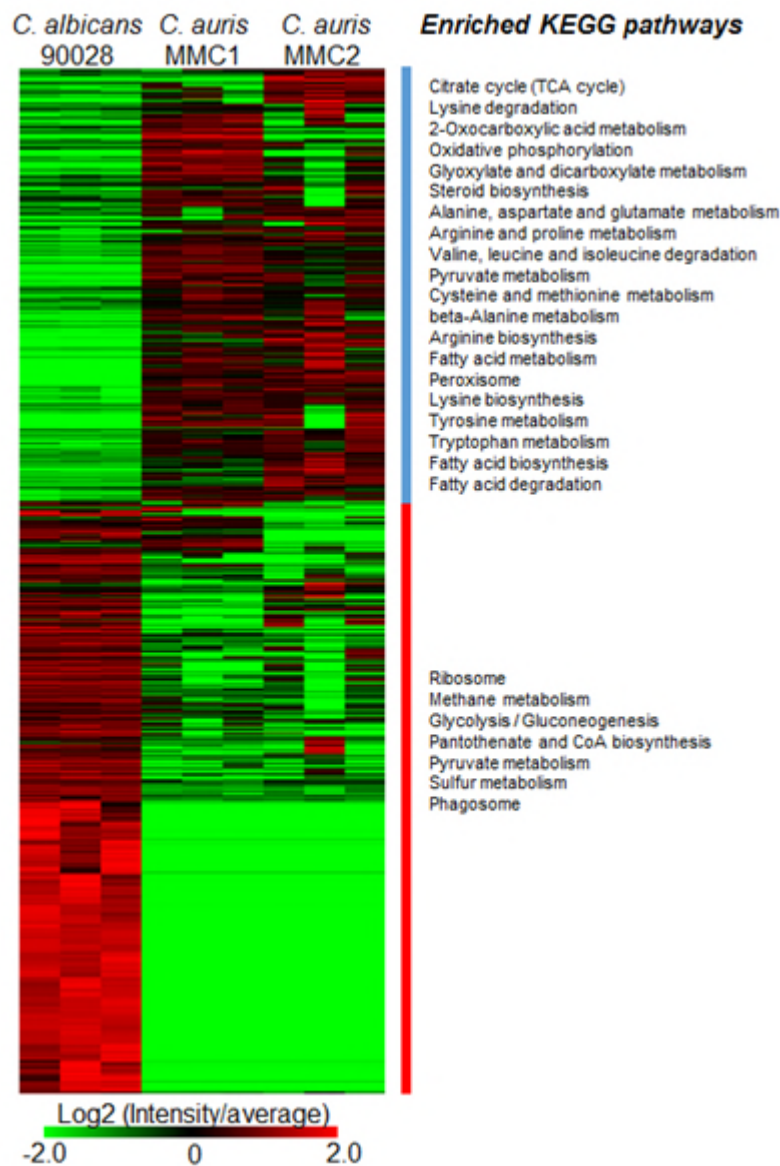 C. albicans C. auris C. auris Enriched KEGG pathways
90028 MMC1 MMC2
Citrate cycle (TCA cycle)
Lysine degradation
2-Oxocarboxylic acid metabolism
Oxidative phosphorylation
Glyoxylate and dicarboxylate metabolism
Steroid biosynthesis
Alanine, aspartate and glutamate metabolism
Arginine and proline metabolism
Valine, leucine and isoleucine degradation
Pyruvate metabolism
Cysteine and methionine metabolism
beta-Alanine metabolism
Arginine biosynthesis
Fatty acid metabolism
Peroxisome
Lysine biosynthesis
Tyrosine metabolism
Tryptophan metabolism
Fatty acid biosynthesis
Fatty acid degradation
Ribosome
Methane metabolism
Glycolysis / Gluconeogenesis
Pantothenate and CoA biosynthesis
Pyruvate metabolism
Sulfur metabolism
Phagosome
Log2 (Intensity/average)
-2.0 0 2.0